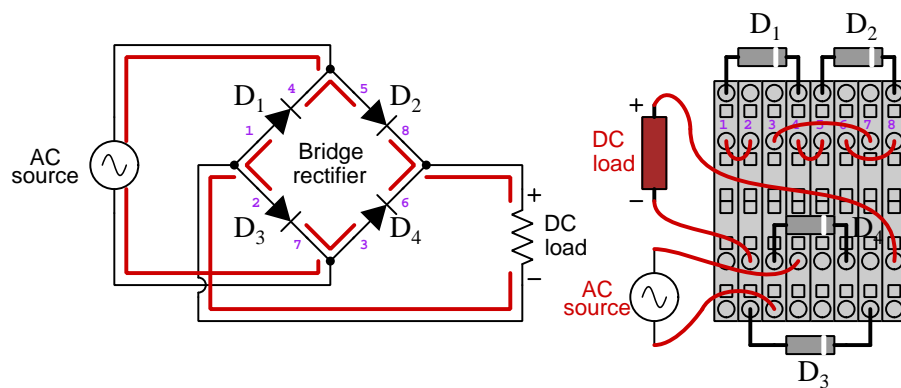 D1
D2
4
5
D1
D2
1
8
AC
source
Bridge
rectifier
2
6
D3
D4
7
3
+
DC
load
−
+
DC
load
−
1 2 3 4 5 6 7 8
D4
AC
source
D3